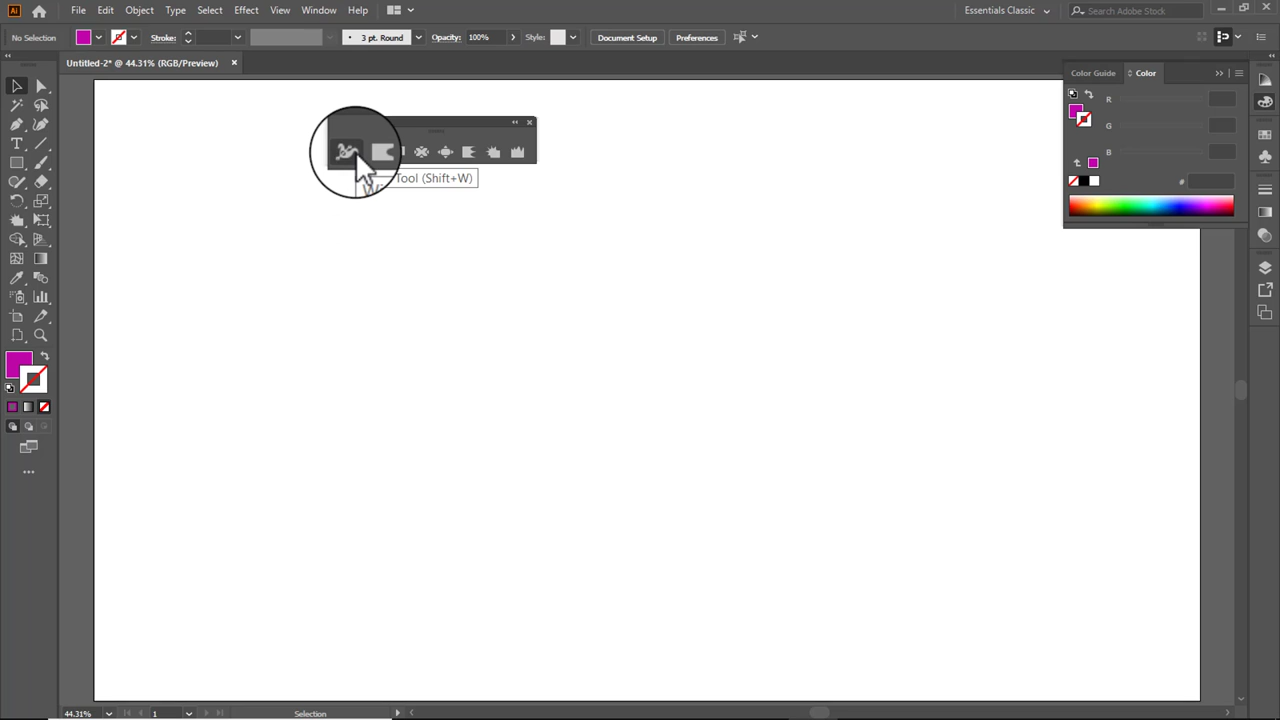 Ai File Edit Object Type Select Effect View Window Help Essentials Classic Search Adobe Stock
No Selection Stroke: 3 pt. Round Opacity: 100% Style: Document Setup Preferences
Untitled-2* @ 44.31% (RGB/Preview)
Color Guide Color
R
G
B
#
Tool (Shift+W)
44.31% 1 Selection